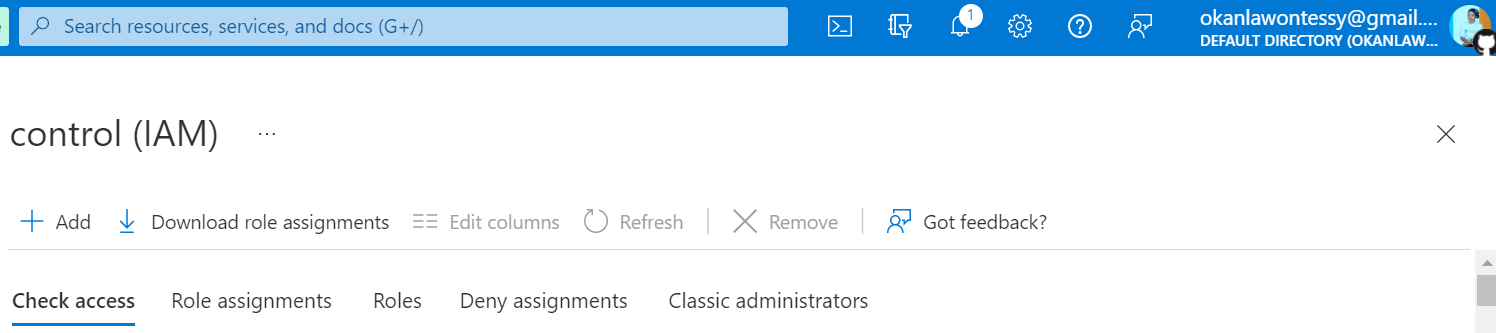 Search resources, services, and docs (G+/)
1
okanlawontessy@gmail....
DEFAULT DIRECTORY (OKANLAW...
control (IAM) ...
Add Download role assignments Edit columns Refresh Remove Got feedback?
Check access Role assignments Roles Deny assignments Classic administrators